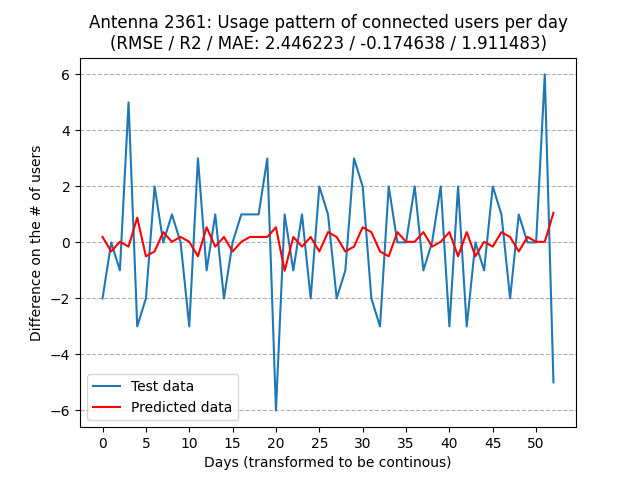 Antenna 2361: Usage pattern of connected users per day
(RMSE / R2 / MAE: 2.446223 / -0.174638 / 1.911483)
Difference on the # of users
6
4
2
0
−2
−4
−6
Test data
Predicted data
0 5 10 15 20 25 30 35 40 45 50
Days (transformed to be continous)